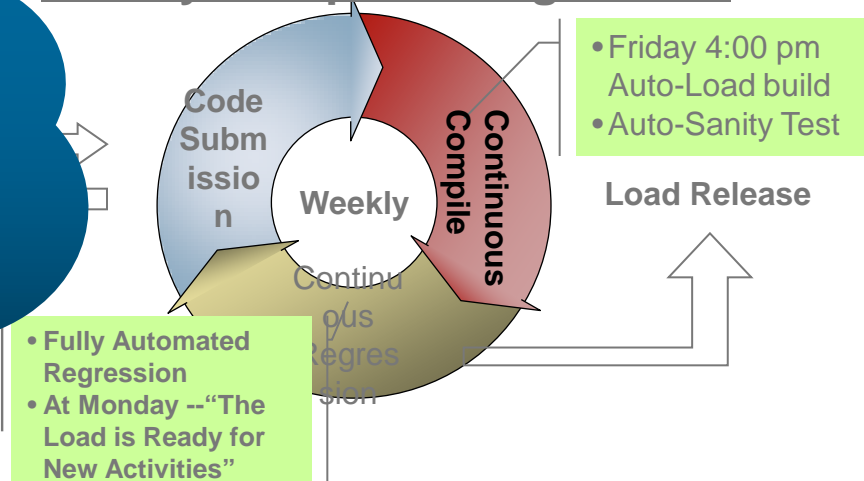 • Friday 4:00 pm
Auto-Load build
• Auto-Sanity Test
Code
Subm
issio
n
Continuous
Compile
Weekly
Load Release
Continu
ous
Regres
sion
• Fully Automated
Regression
• At Monday --“The
Load is Ready for
New Activities”